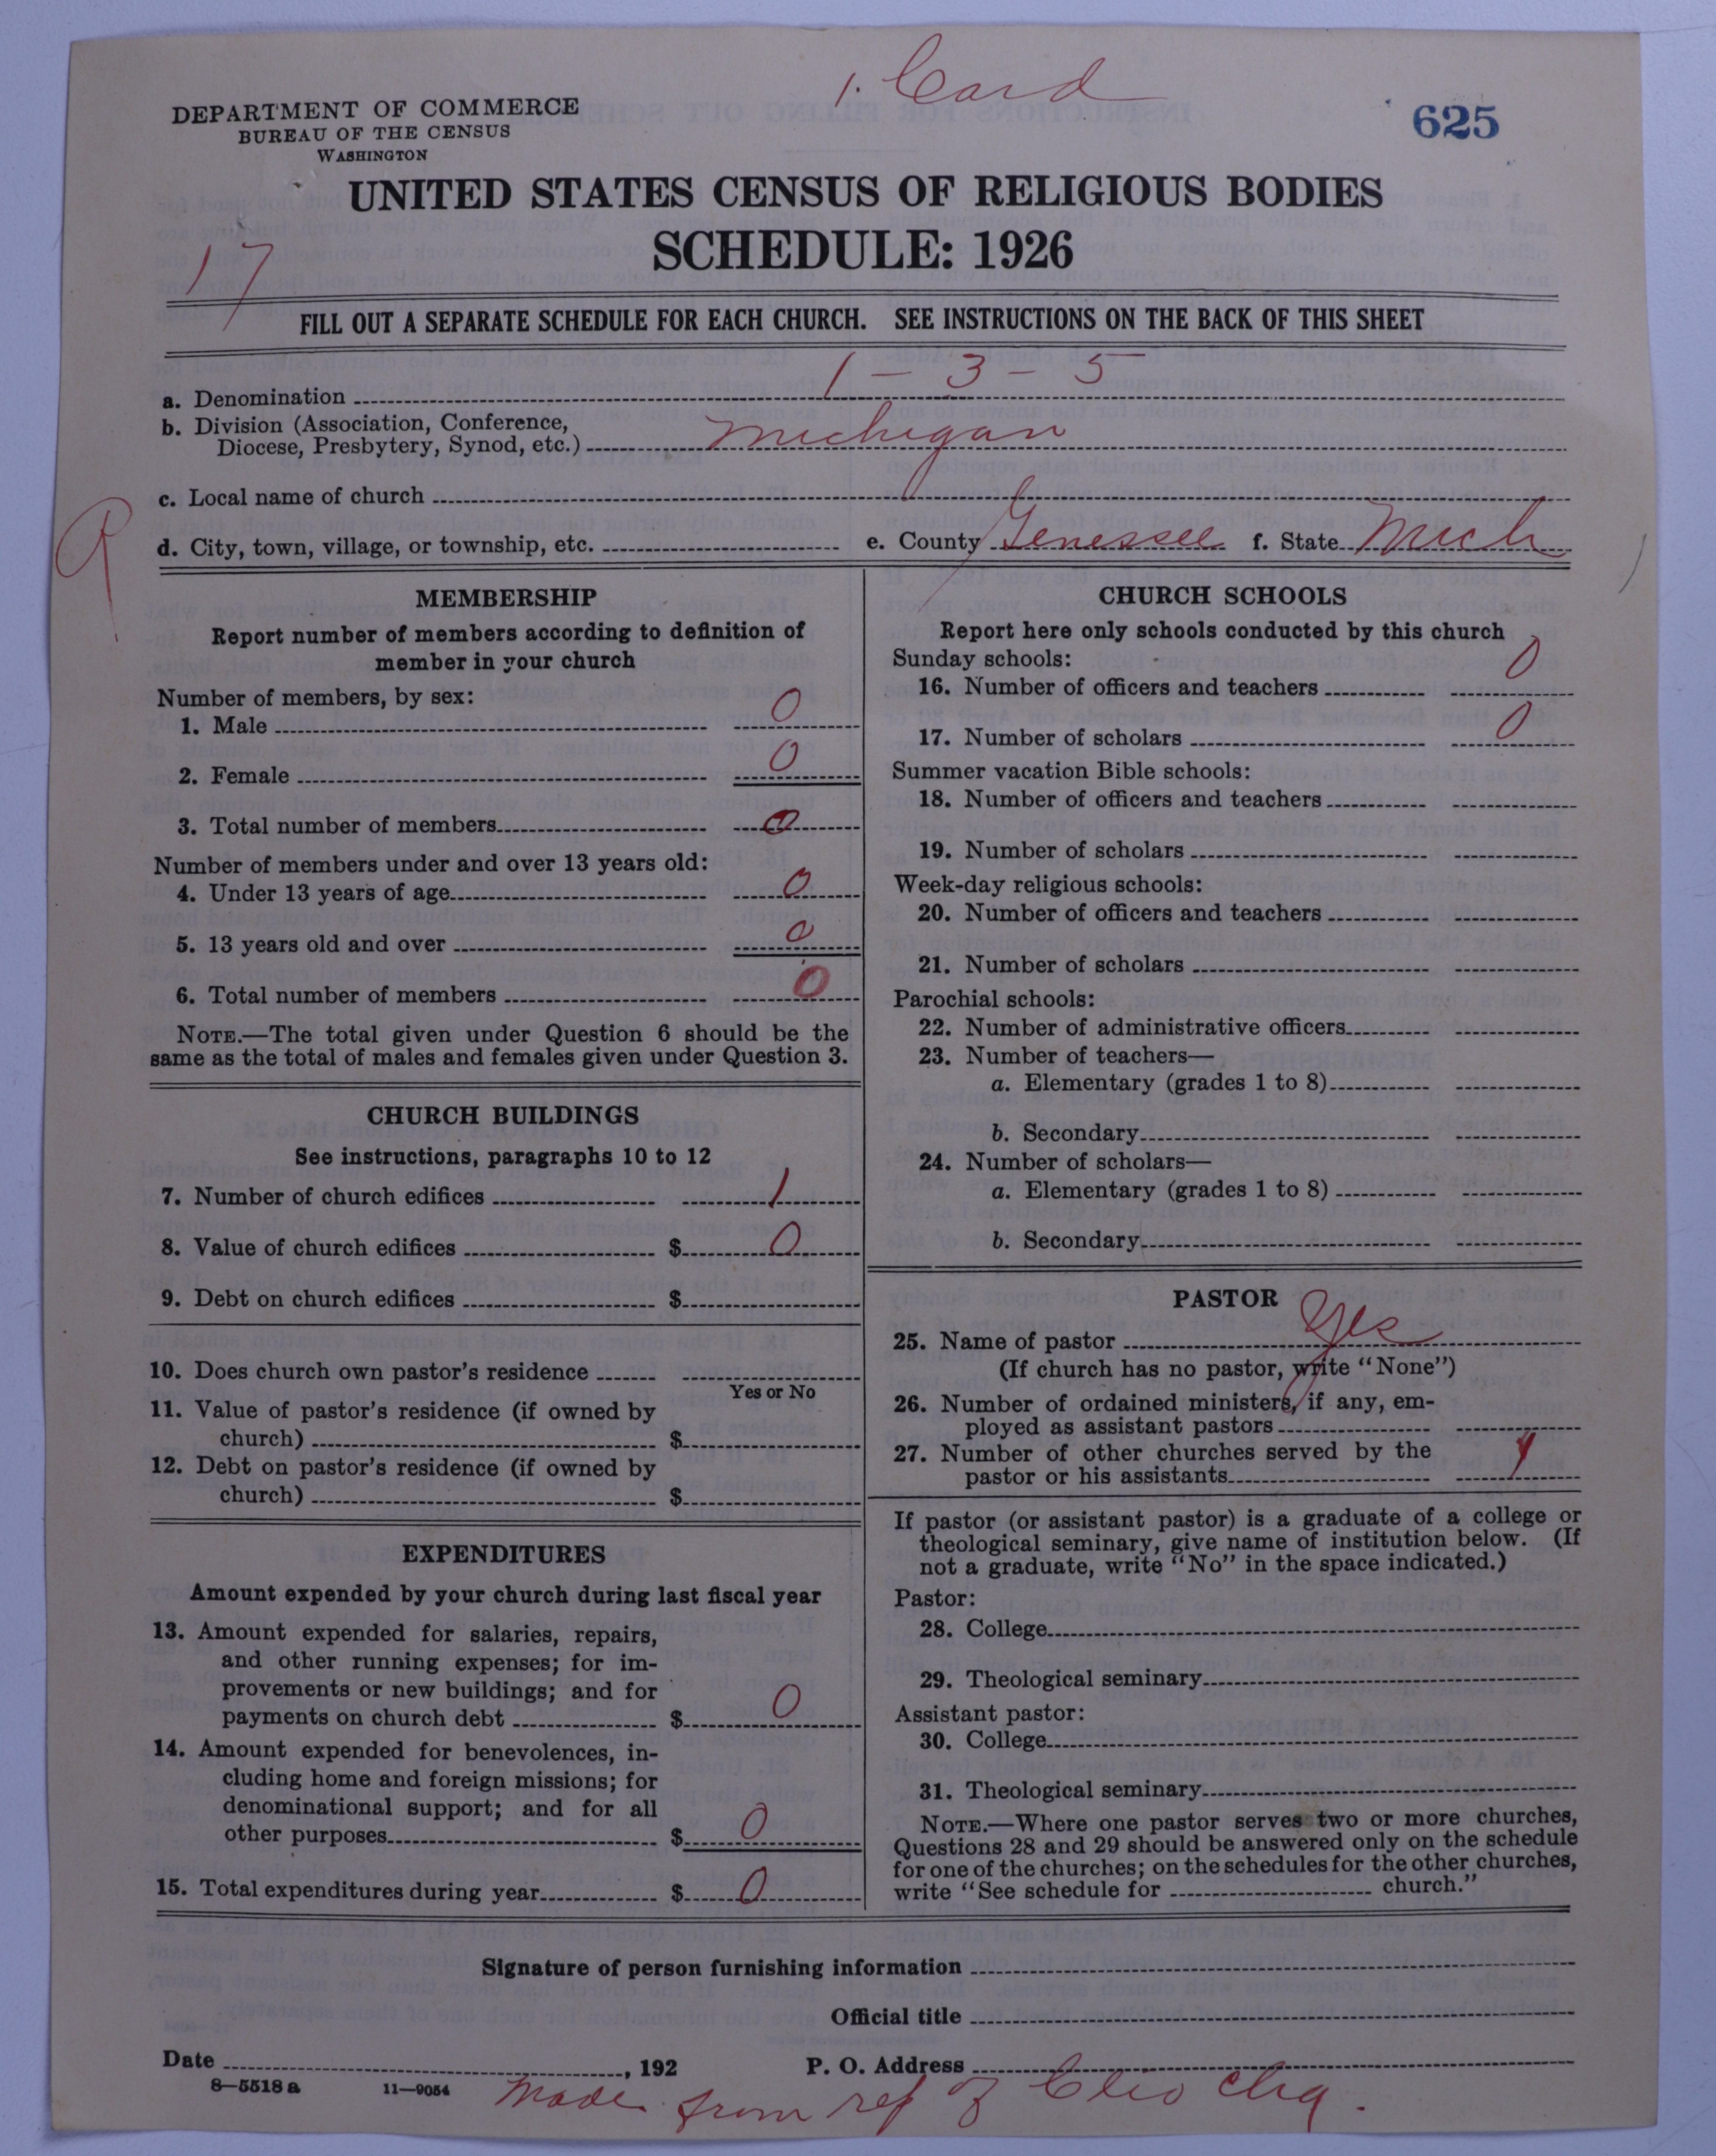 1. Card
625
DEPARTMENT OF COMMERCE
BUREAU OF THE CENSUS
WASHINGTON
UNITED STATES CENSUS OF RELIGIOUS BODIES
SCHEDULE: 1926
17
FILL OUT A SEPARATE SCHEDULE FOR EACH CHURCH. SEE INSTRUCTIONS ON THE BACK OF THIS SHEET
a. Denomination 1 - 3 - 5
b. Division (Association, Conference,
Diocese, Presbytery, Synod, etc.) Michigan
c. Local name of church
d. City, town, village, or township, etc. e. County Genessee f. State Mich
MEMBERSHIP
Report number of members according to definition of
member in your church
Number of members, by sex:
1. Male 0
2. Female 0
3. Total number of members 0
Number of members under and over 13 years old:
4. Under 13 years of age 0
5. 13 years old and over 0
6. Total number of members 0
NOTE.—The total given under Question 6 should be the
same as the total of males and females given under Question 3.
CHURCH BUILDINGS
See instructions, paragraphs 10 to 12
7. Number of church edifices 1
8. Value of church edifices $ 0
9. Debt on church edifices $
10. Does church own pastor's residence
Yes or No
11. Value of pastor's residence (if owned by
church) $
12. Debt on pastor's residence (if owned by
church) $
EXPENDITURES
Amount expended by your church during last fiscal year
13. Amount expended for salaries, repairs,
and other running expenses; for im-
provements or new buildings; and for
payments on church debt $ 0
14. Amount expended for benevolences, in-
cluding home and foreign missions; for
denominational support; and for all
other purposes $ 0
15. Total expenditures during year $ 0
CHURCH SCHOOLS
Report here only schools conducted by this church
Sunday schools:
16. Number of officers and teachers 0
17. Number of scholars 0
Summer vacation Bible schools:
18. Number of officers and teachers
19. Number of scholars
Week-day religious schools:
20. Number of officers and teachers
21. Number of scholars
Parochial schools:
22. Number of administrative officers
23. Number of teachers—
a. Elementary (grades 1 to 8)
b. Secondary
24. Number of scholars—
a. Elementary (grades 1 to 8)
b. Secondary
PASTOR
25. Name of pastor Yes
(If church has no pastor, write "None")
26. Number of ordained ministers, if any, em-
ployed as assistant pastors
27. Number of other churches served by the
pastor or his assistants 1
If pastor (or assistant pastor) is a graduate of a college or
theological seminary, give name of institution below. (If
not a graduate, write "No" in the space indicated.)
Pastor:
28. College
29. Theological seminary
Assistant pastor:
30. College
31. Theological seminary
NOTE.—Where one pastor serves two or more churches,
Questions 28 and 29 should be answered only on the schedule
for one of the churches; on the schedules for the other churches,
write "See schedule for church."
Signature of person furnishing information
Official title
Date , 192 P. O. Address
8—5518 a 11—9054
Made from ref of Clio chg.